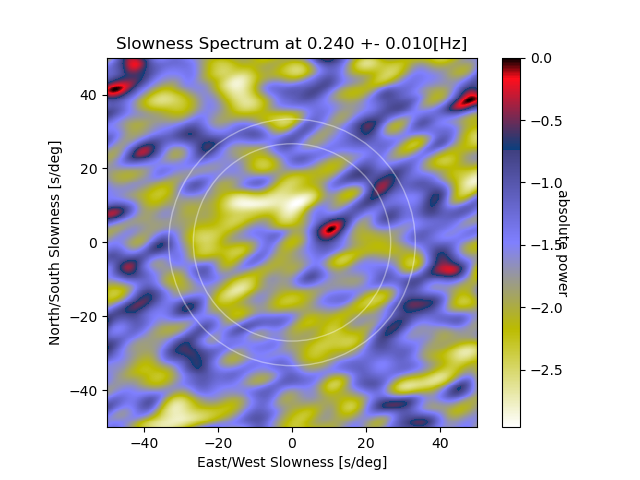 Slowness Spectrum at 0.240 +- 0.010[Hz]
40
20
0
−20
−40
North/South Slowness [s/deg]
−40 −20 0 20 40
East/West Slowness [s/deg]
0.0
−0.5
−1.0
−1.5
−2.0
−2.5
absolute power